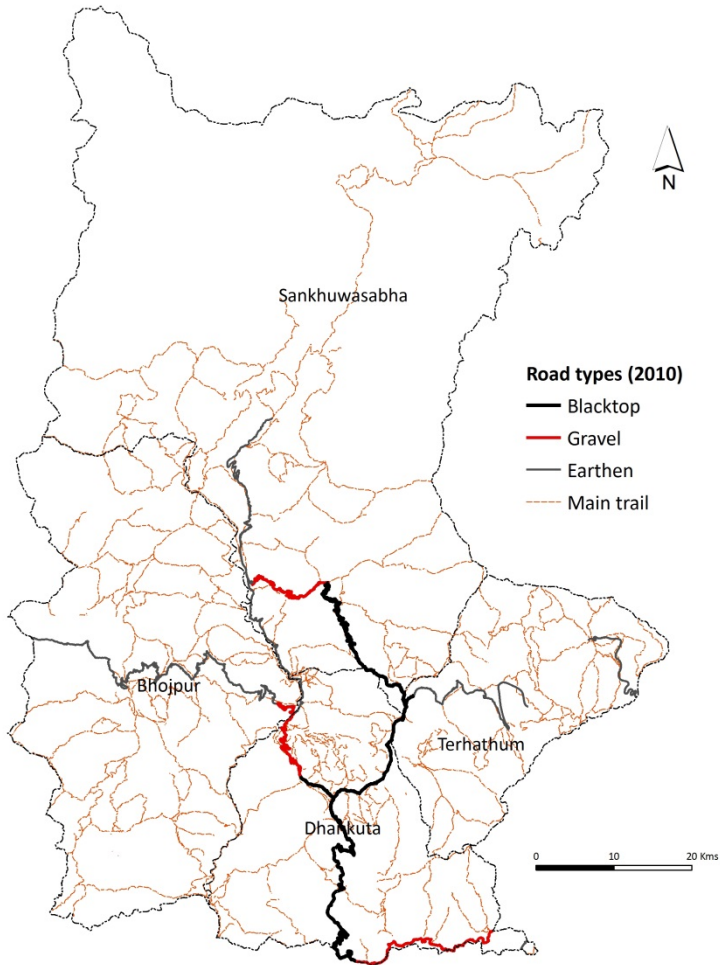 N
Sankhuwasabha
Road types (2010)
Blacktop
Gravel
Earthen
Main trail
Bhojpur
Terhathum
Dhankuta
0 10 20 Kms